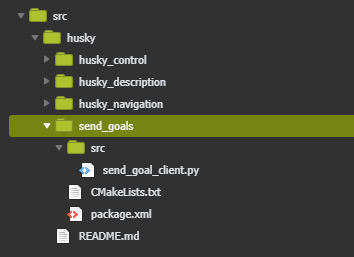 src
husky
husky_control
husky_description
husky_navigation
send_goals
src
send_goal_client.py
CMakeLists.txt
package.xml
README.md